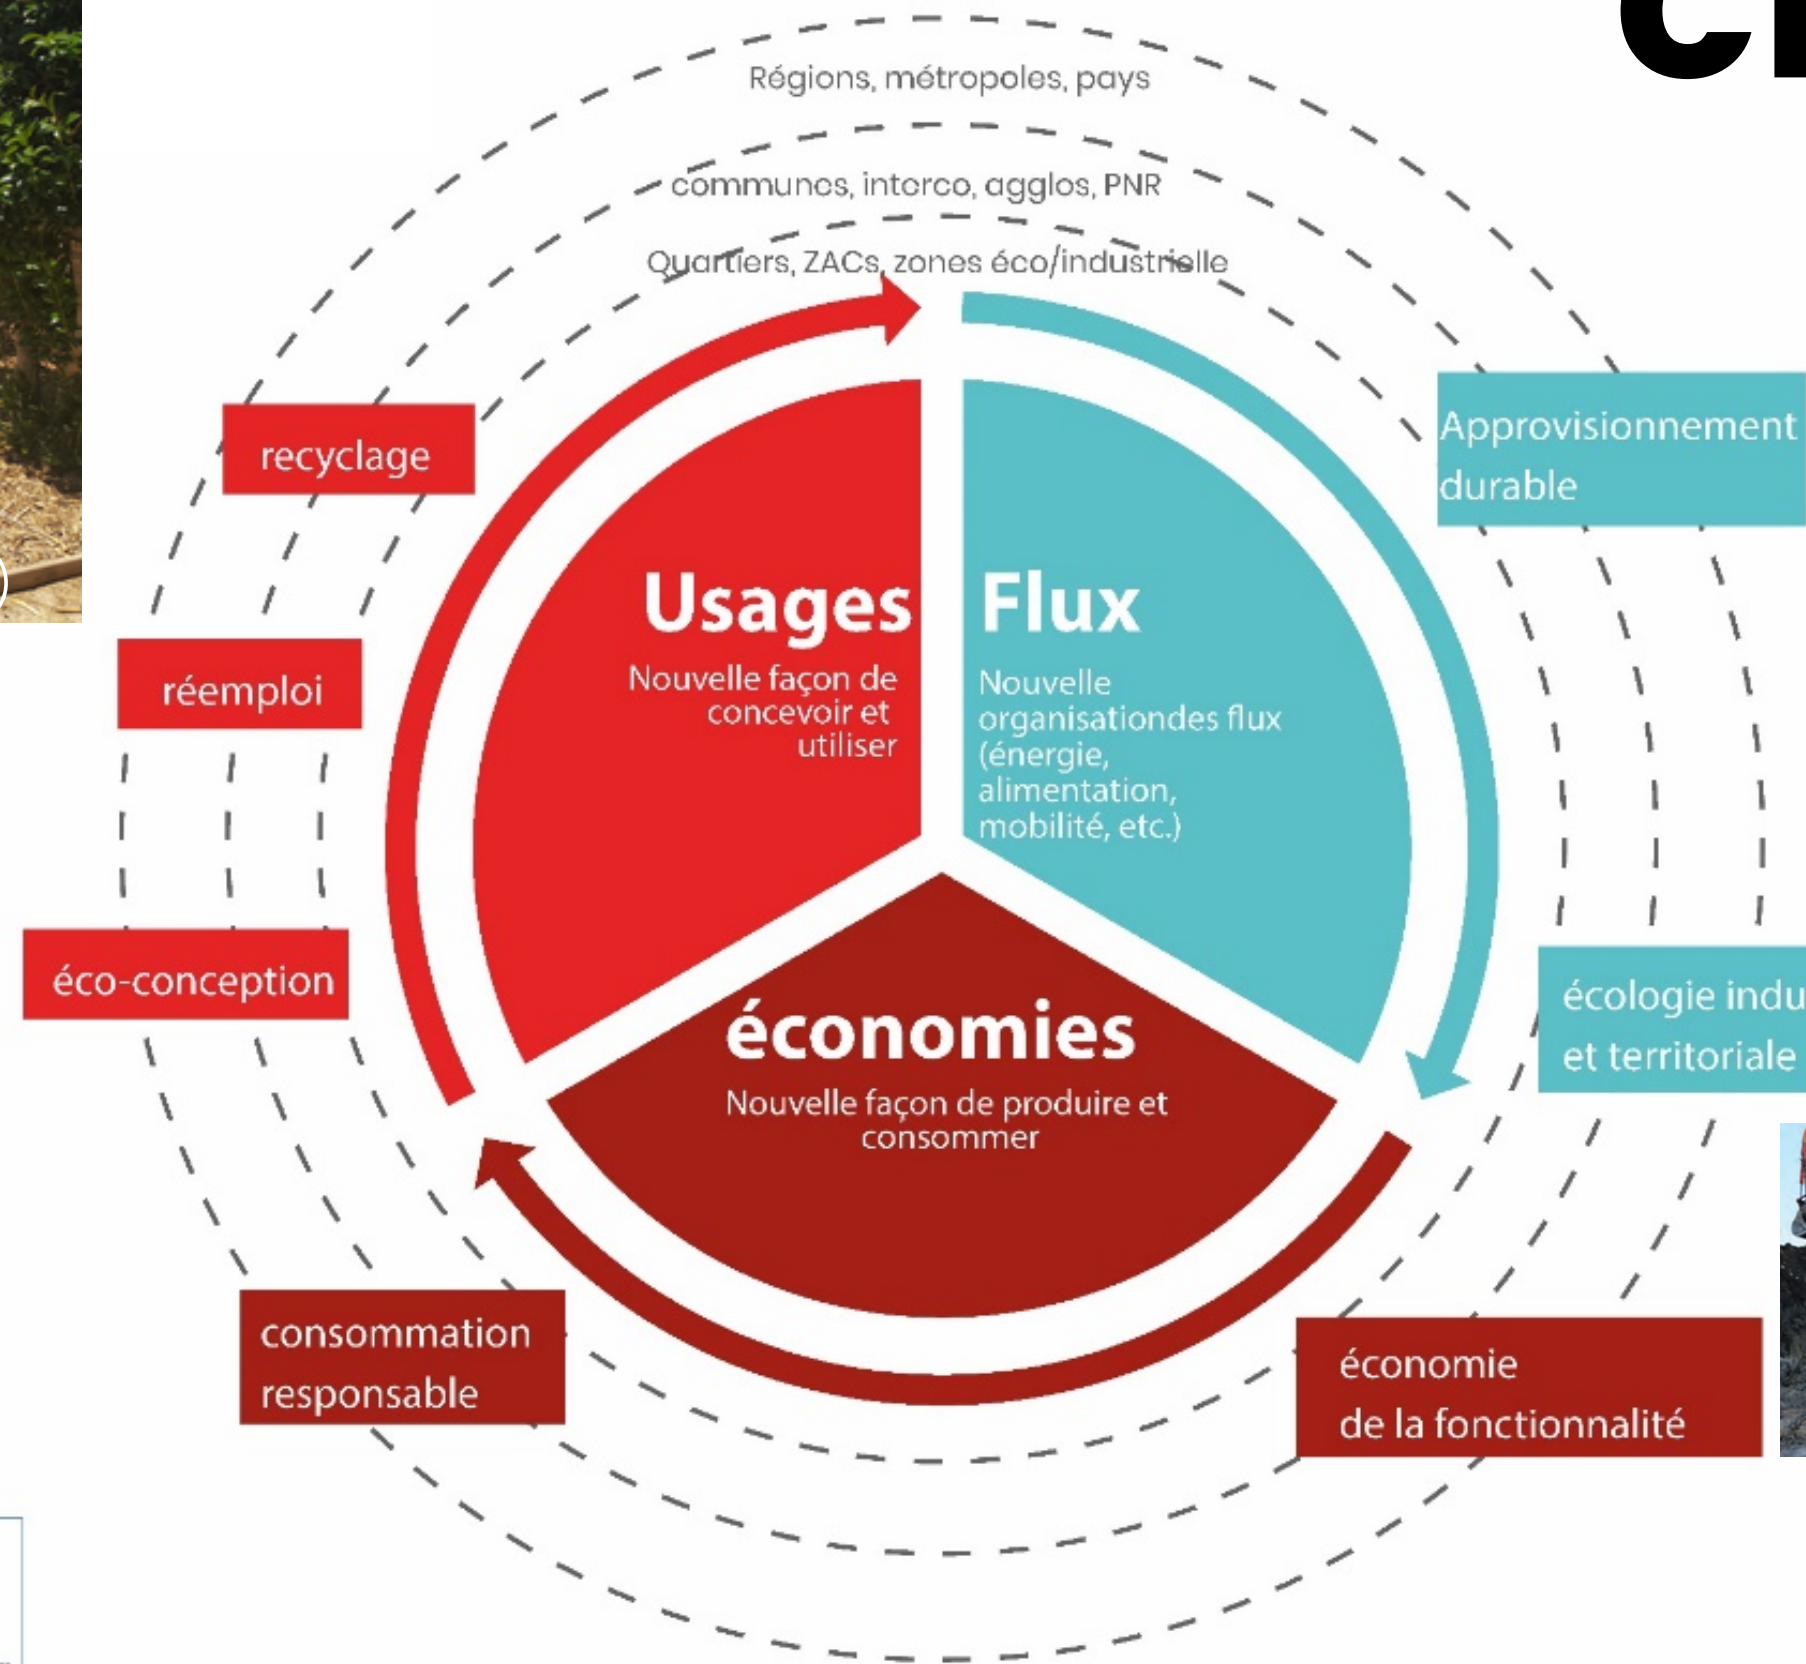 Régions, métropoles, pays
communes, interco, agglos, PNR
Quartiers, ZACs, zones éco/industrielle
recyclage
Approvisionnement
durable
Usages
Nouvelle façon de
concevoir et
utiliser
Flux
Nouvelle
organisationdes flux
(énergie,
alimentation,
mobilité, etc.)
réemploi
éco-conception
écologie indu
et territoriale
économies
Nouvelle façon de produire et
consommer
consommation
responsable
économie
de la fonctionnalité